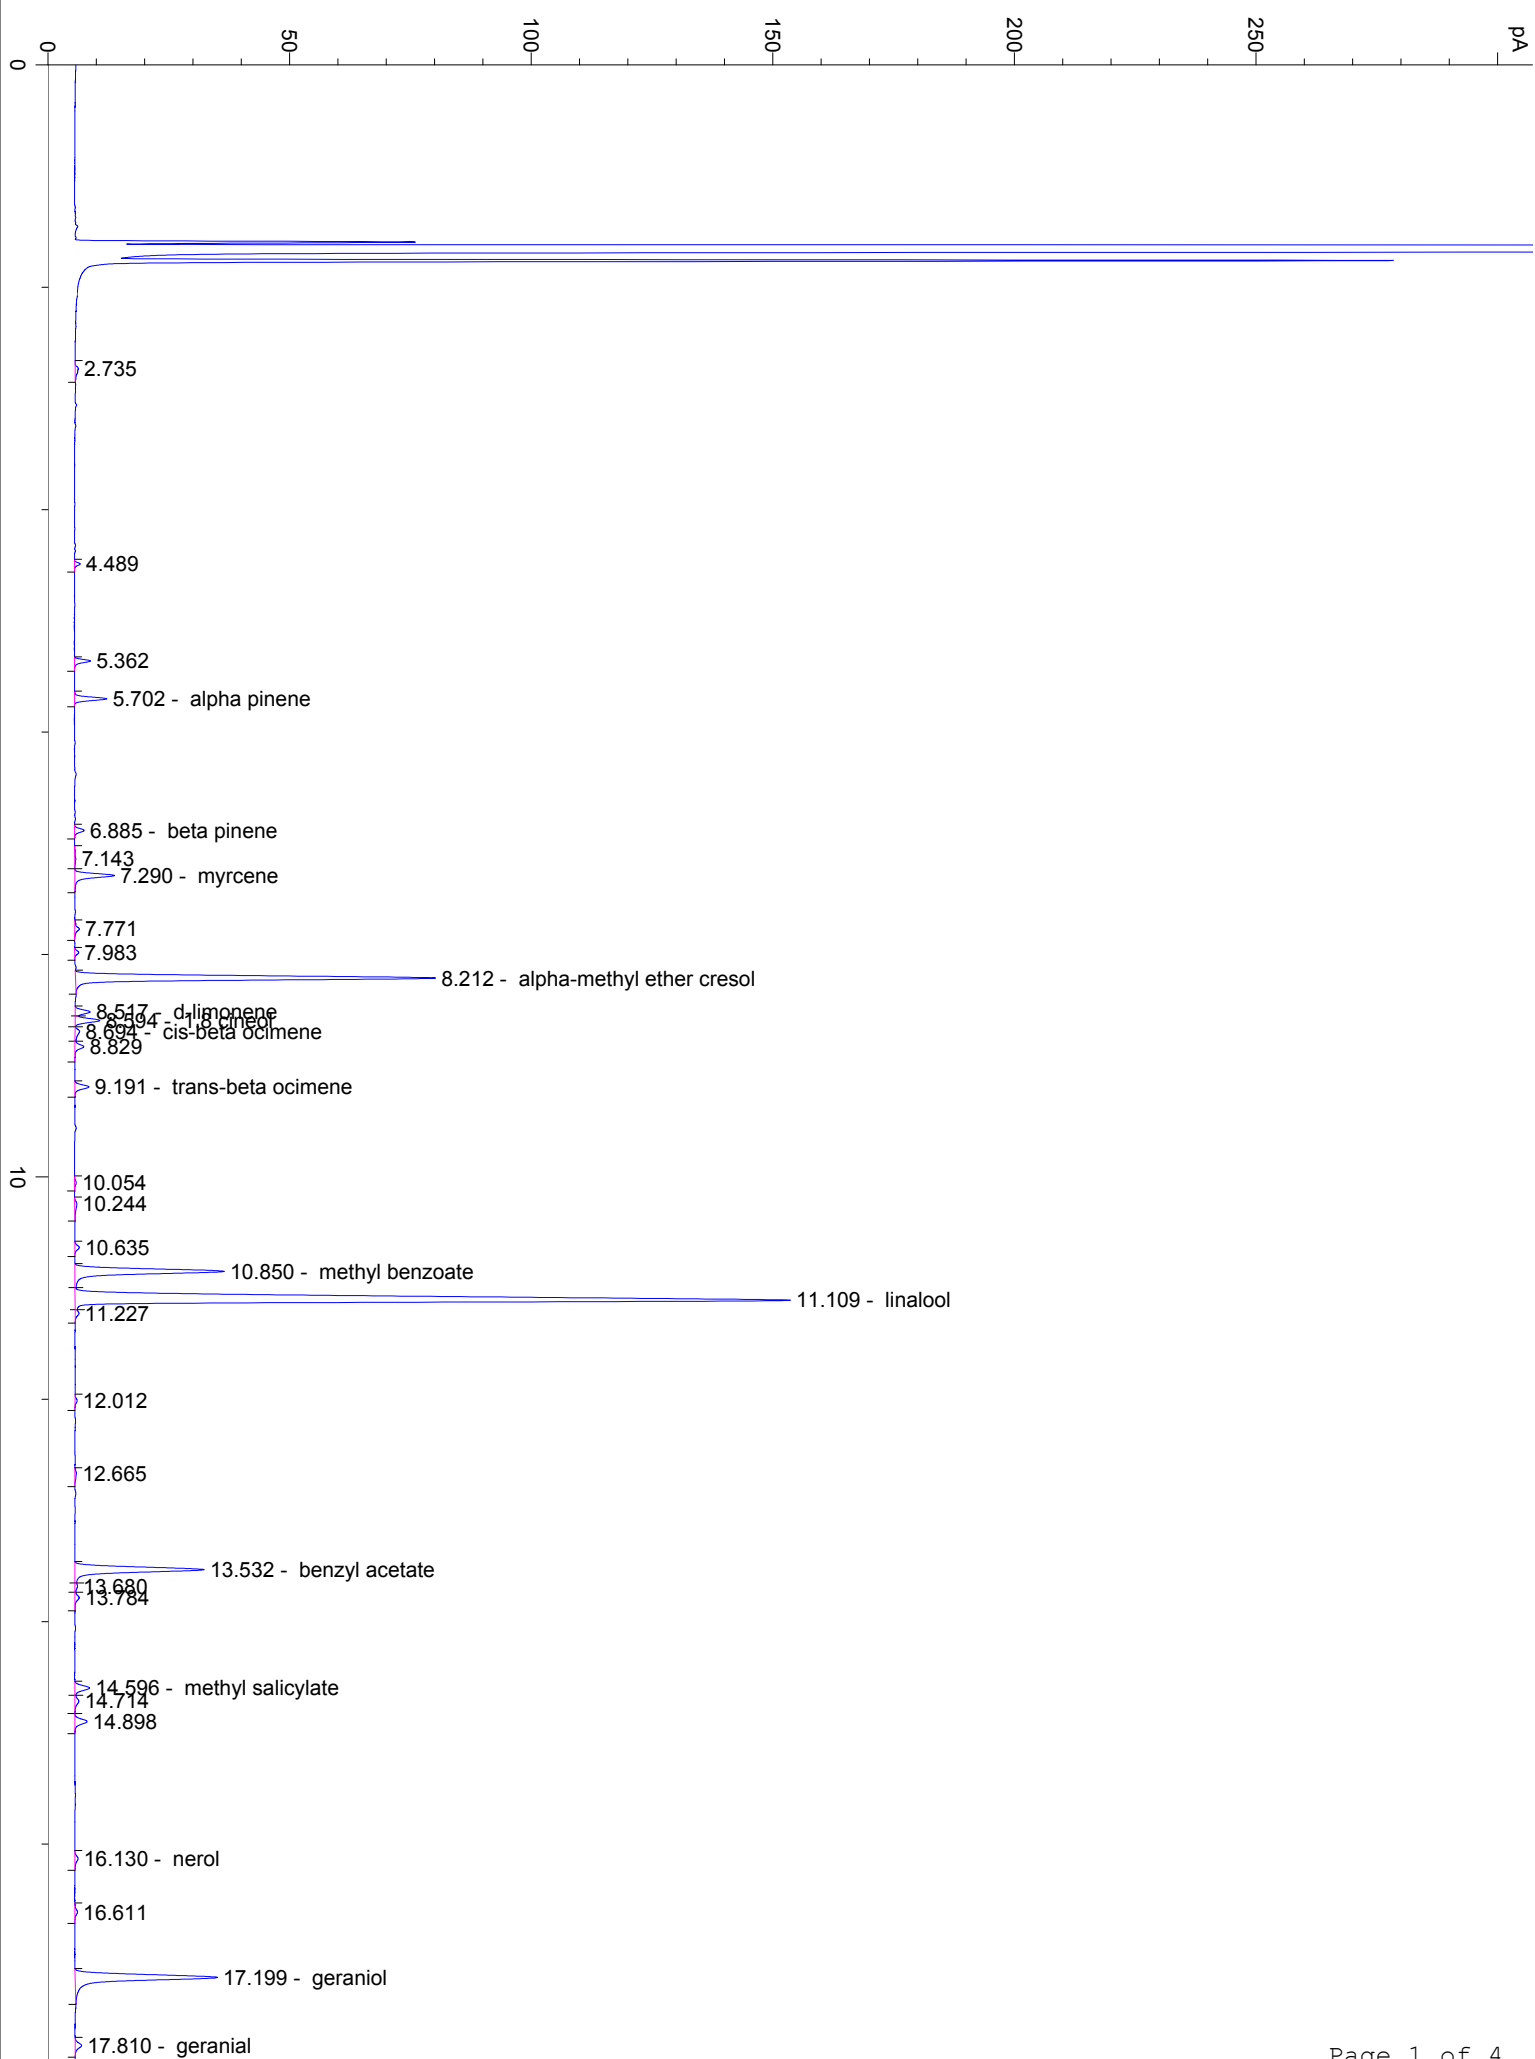 pA
0
50
100
150
200
250
0
2.735
4.489
5.362
5.702 - alpha pinene
6.885 - beta pinene
7.143
7.290 - myrcene
7.771
7.983
8.212 - alpha-methyl ether cresol
8.517 - d-limonene
8.594 - 1,8 cineol
8.694 - cis-beta ocimene
8.829
9.191 - trans-beta ocimene
10
10.054
10.244
10.635
10.850 - methyl benzoate
11.109 - linalool
11.227
12.012
12.665
13.532 - benzyl acetate
13.680
13.784
14.596 - methyl salicylate
14.714
14.898
16.130 - nerol
16.611
17.199 - geraniol
17.810 - geranial
Page 1 of 4